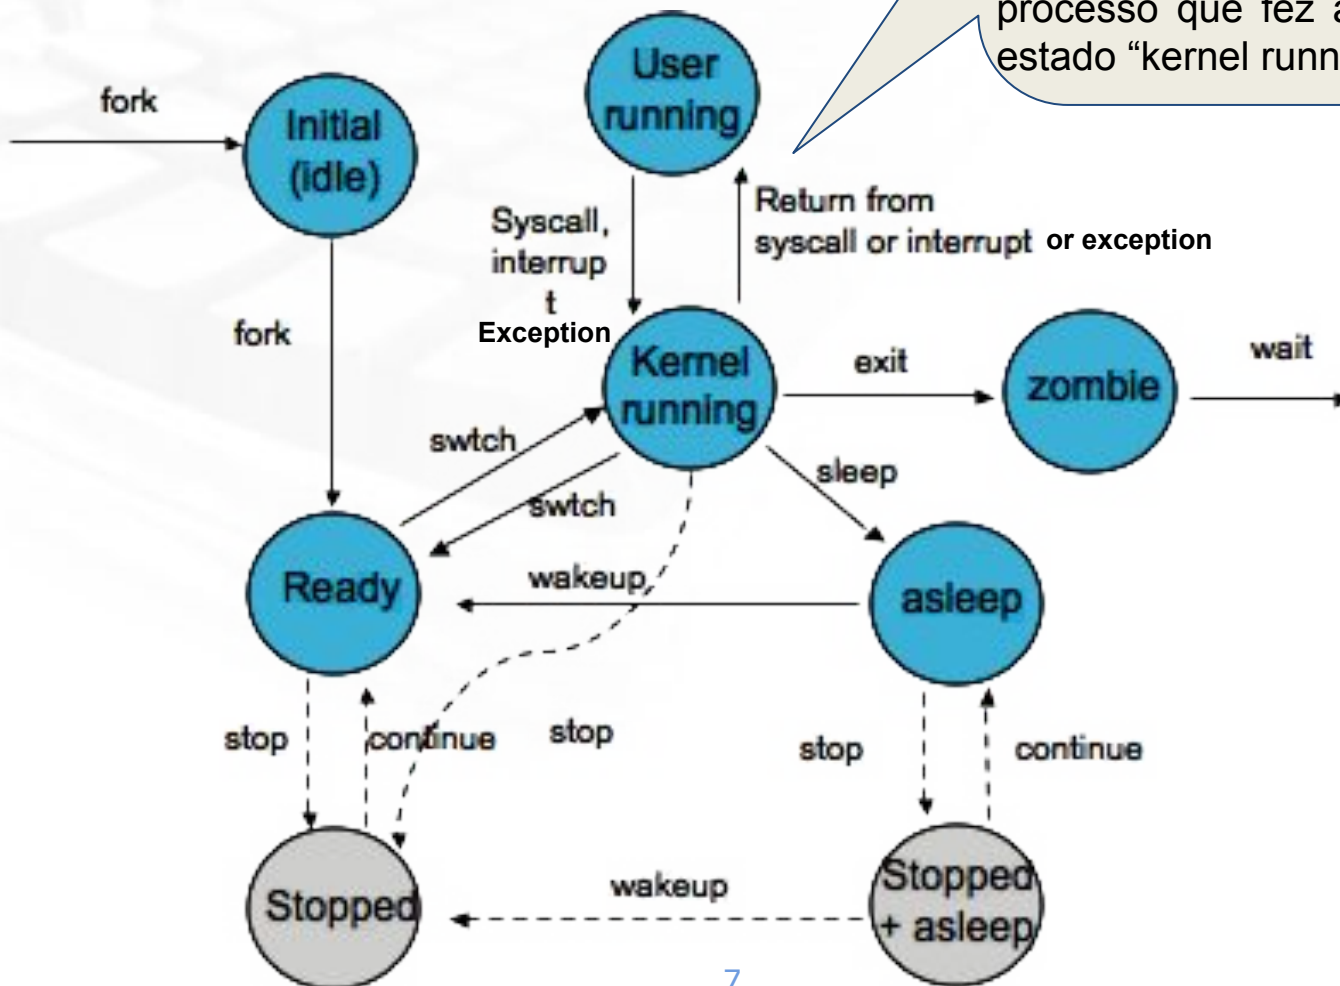 processo que fez a
estado “kernel runn
fork
Initial
(idle)
User
running
Syscall,
interrup
t
Exception
Return from
syscall or interrupt or exception
fork
Kernel
running
exit
zombie
wait
swtch
swtch
sleep
Ready
wakeup
asleep
stop
continue
stop
stop
continue
Stopped
wakeup
Stopped
+ asleep
7